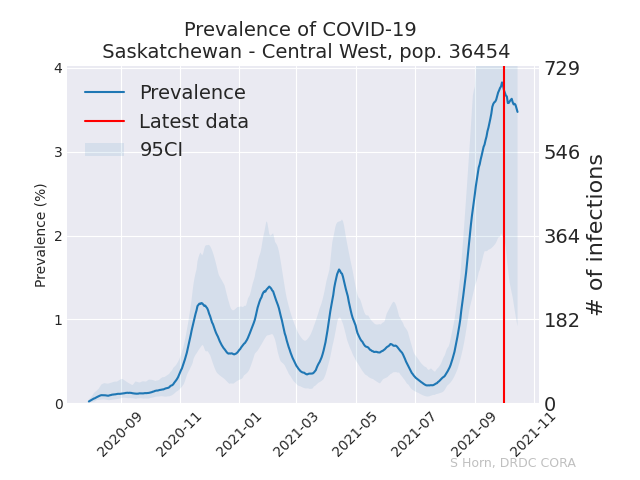 Prevalence of COVID-19
Saskatchewan - Central West, pop. 36454
Prevalence
Latest data
95CI
4
3
2
1
0
Prevalence (%)
729
546
364
182
0
# of infections
2020-09
2020-11
2021-01
2021-03
2021-05
2021-07
2021-09
2021-11
S Horn, DRDC CORA